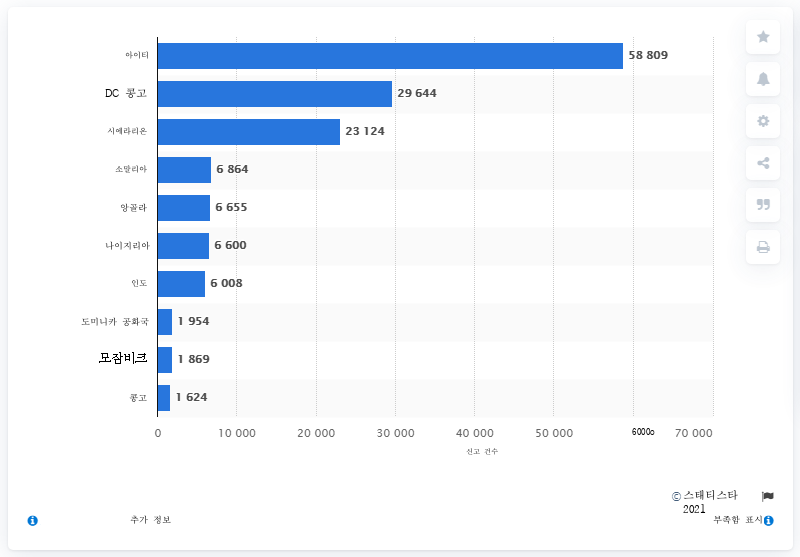 아이티 58 809
DC 콩고 29 644
시에라리온 23 124
소말리아 6 864
앙골라 6 655
나이지리아 6 600
인도 6 008
도미니카 공화국 1 954
모잠비크 1 869
콩고 1 624
0 10 000 20 000 30 000 40 000 50 000 6000o 70 000
신고 건수
© 스태티스타
2021
추가 정보 부족함 표시